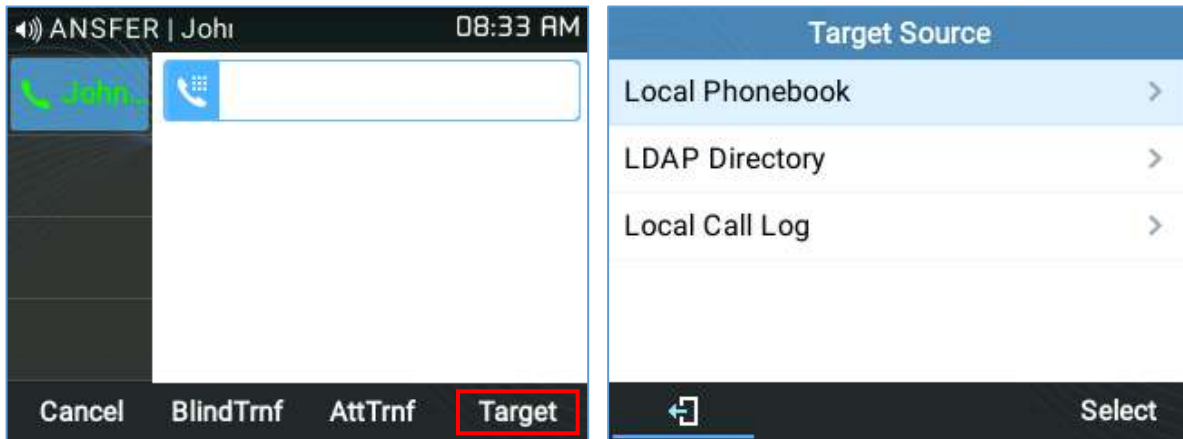 ANSFER | Johı
08:33 AM
John...
Cancel BlindTrnf AttTrnf Target
Target Source
Local Phonebook
LDAP Directory
Local Call Log
Select